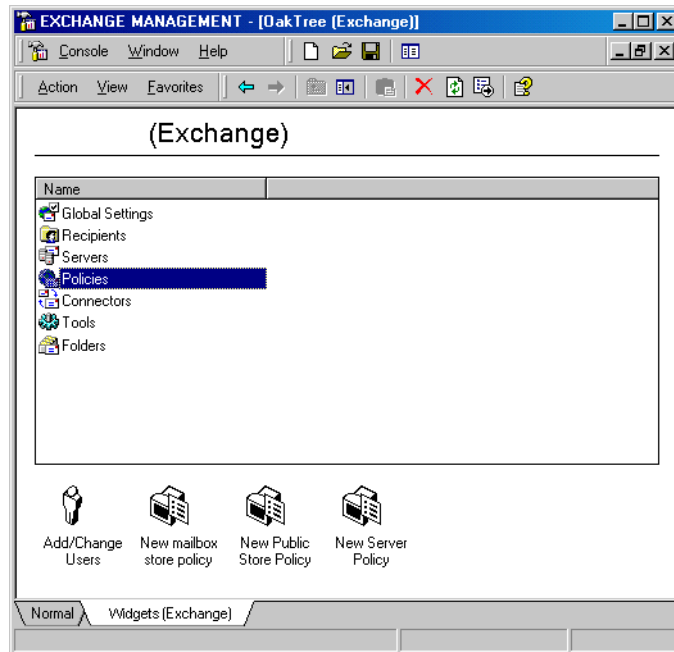 EXCHANGE MANAGEMENT - [OakTree (Exchange)]
Console Window Help
Action View Favorites
(Exchange)
Name
Global Settings
Recipients
Servers
Policies
Connectors
Tools
Folders
Add/Change Users
New mailbox store policy
New Public Store Policy
New Server Policy
Normal Widgets (Exchange)